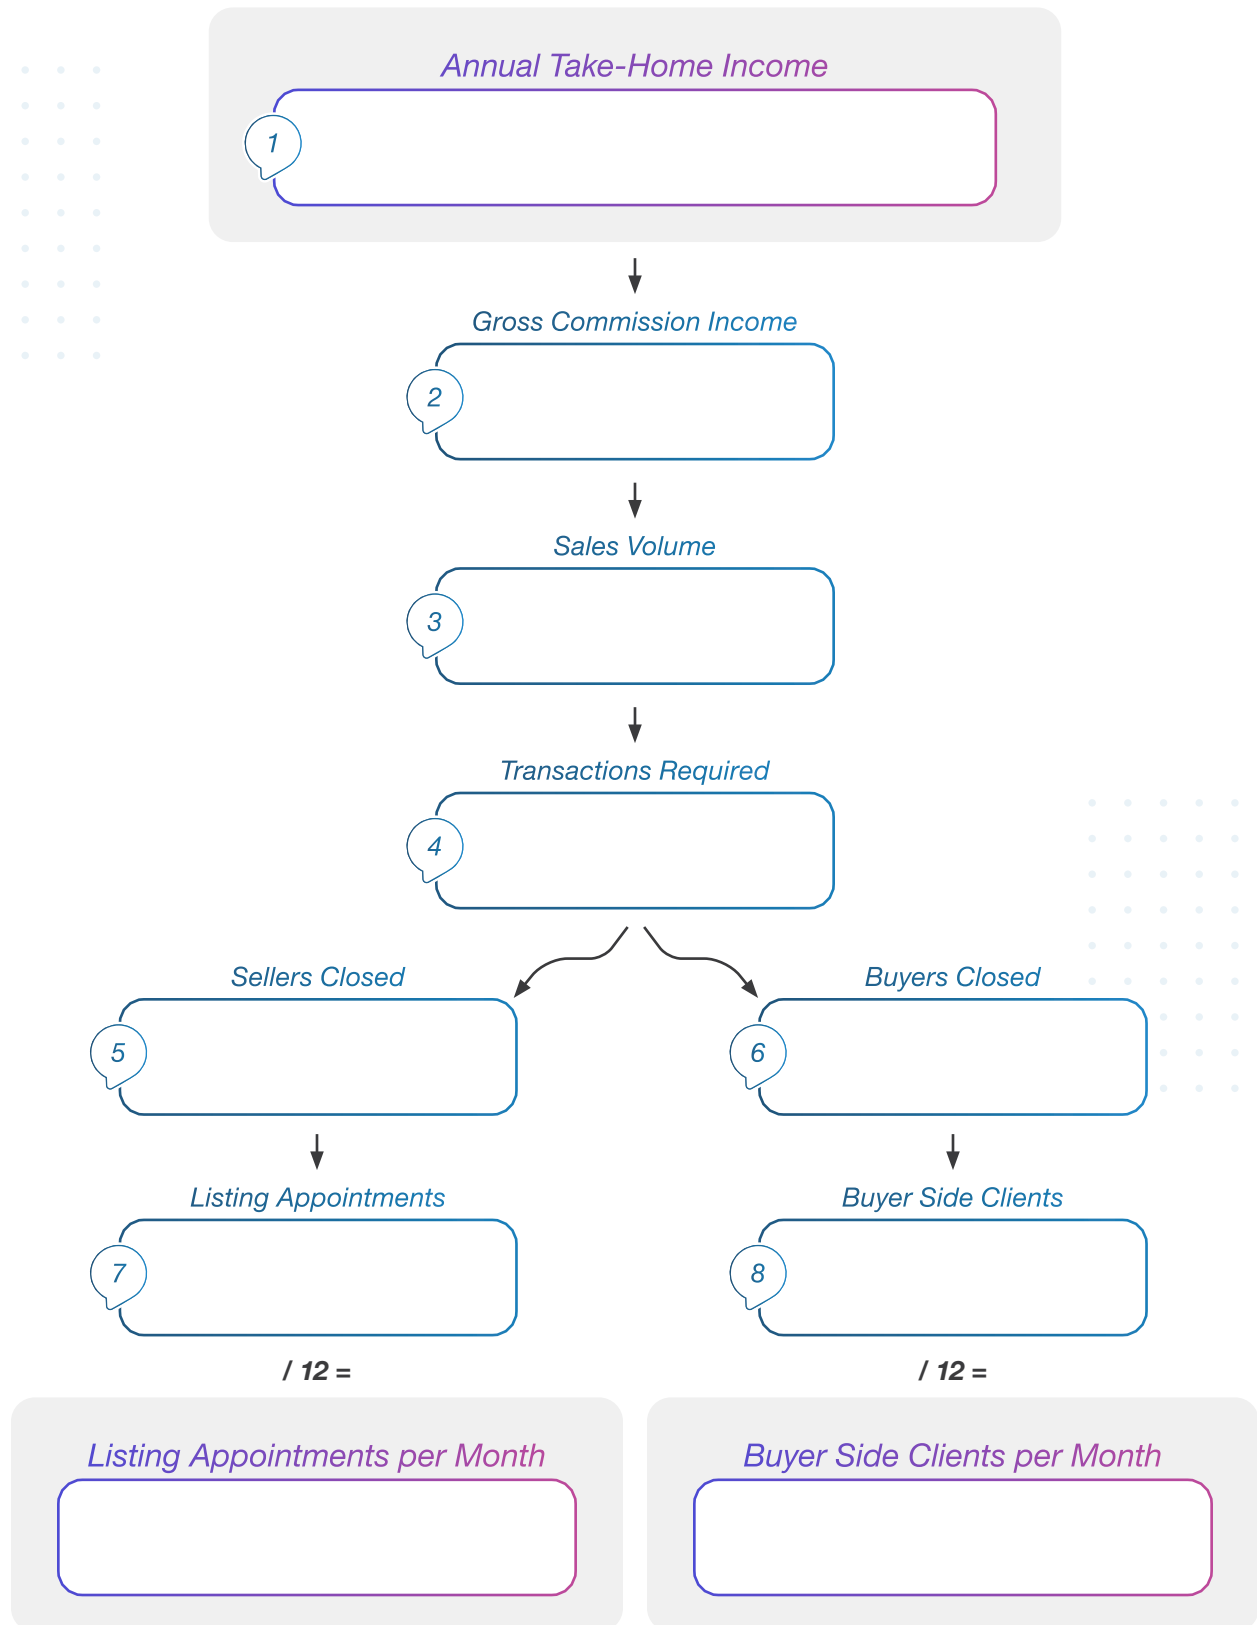 Annual Take-Home Income
1
Gross Commission Income
2
Sales Volume
3
Transactions Required
4
Sellers Closed
5
Buyers Closed
6
Listing Appointments
7
Buyer Side Clients
8
/ 12 =
/ 12 =
Listing Appointments per Month
Buyer Side Clients per Month